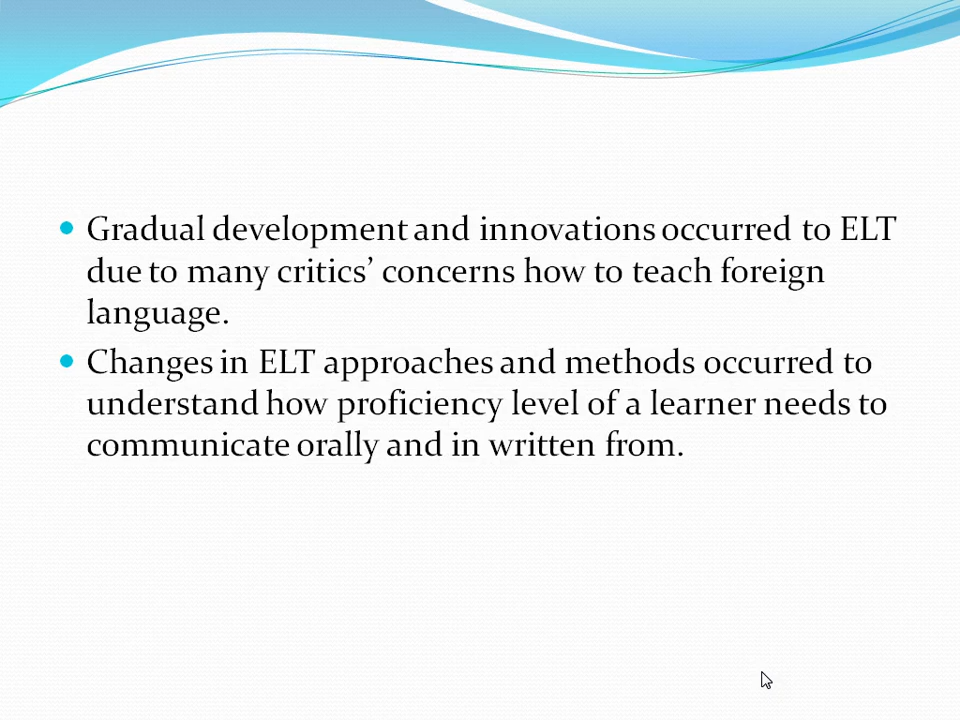 Gradual development and innovations occurred to ELT
due to many critics’ concerns how to teach foreign
language.
Changes in ELT approaches and methods occurred to
understand how proficiency level of a learner needs to
communicate orally and in written from.